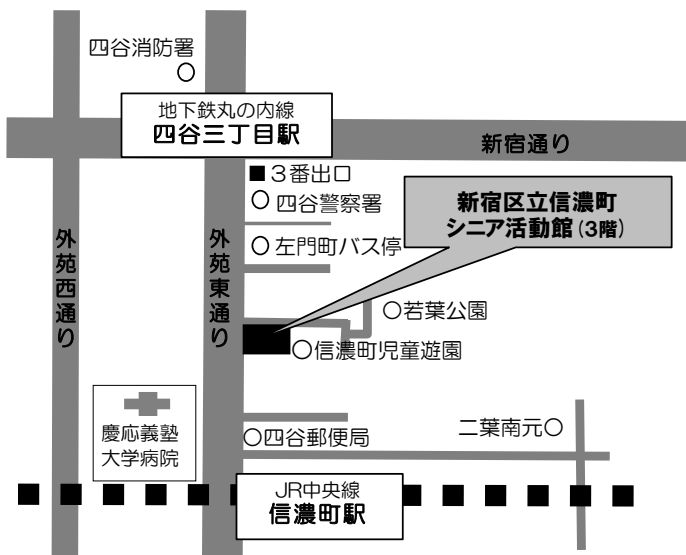 四谷消防署
地下鉄丸の内線
四谷三丁目駅
新宿通り
■3番出口
四谷警察署
新宿区立信濃町
シニア活動館(3階)
左門町バス停
外苑西通り
外苑東通り
若葉公園
信濃町児童遊園
慶応義塾
大学病院
四谷郵便局
二葉南元
JR中央線
信濃町駅